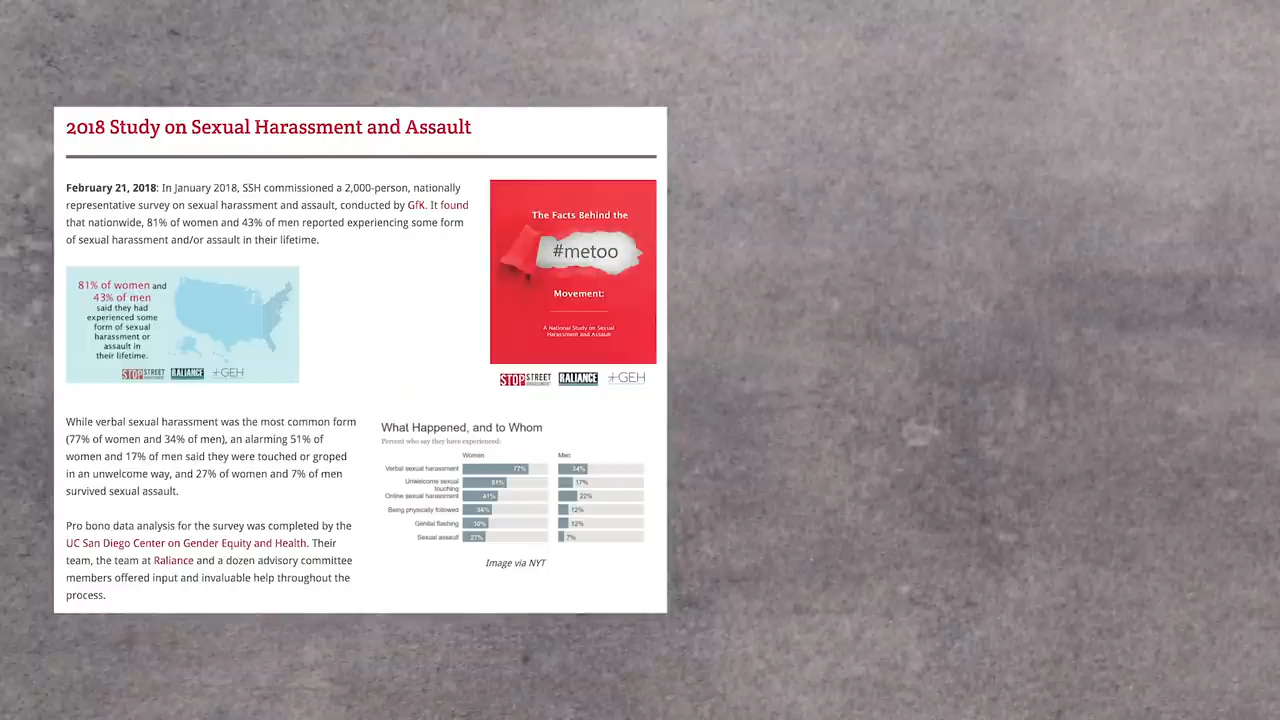 2018 Study on Sexual Harassment and Assault
February 21, 2018: In January 2018, SSH commissioned a 2,000-person, nationally
representative survey on sexual harassment and assault, conducted by GfK. It found
that nationwide, 81% of women and 43% of men reported experiencing some form
of sexual harassment and/or assault in their lifetime.
81% of women and
43% of men
said they had
experienced some
form of sexual
harassment or
assault in
their lifetime.
STOP STREET HARASSMENT
RALIANCE
GEH
The Facts Behind the
#metoo
Movement:
A National Study on Sexual
Harassment and Assault
STOP STREET HARASSMENT
RALIANCE
GEH
While verbal sexual harassment was the most common form
(77% of women and 34% of men), an alarming 51% of
women and 17% of men said they were touched or groped
in an unwelcome way, and 27% of women and 7% of men
survived sexual assault.
Pro bono data analysis for the survey was completed by the
UC San Diego Center on Gender Equity and Health. Their
team, the team at Raliance and a dozen advisory committee
members offered input and invaluable help throughout the
process.
What Happened, and to Whom
Percent who say they have experienced:
Women Men
Verbal sexual harassment 77% 34%
Unwelcome sexual
touching 51% 17%
Online sexual harassment 41% 22%
Being physically followed 34% 12%
Genital flashing 30% 12%
Sexual assault 27% 7%
Image via NYT